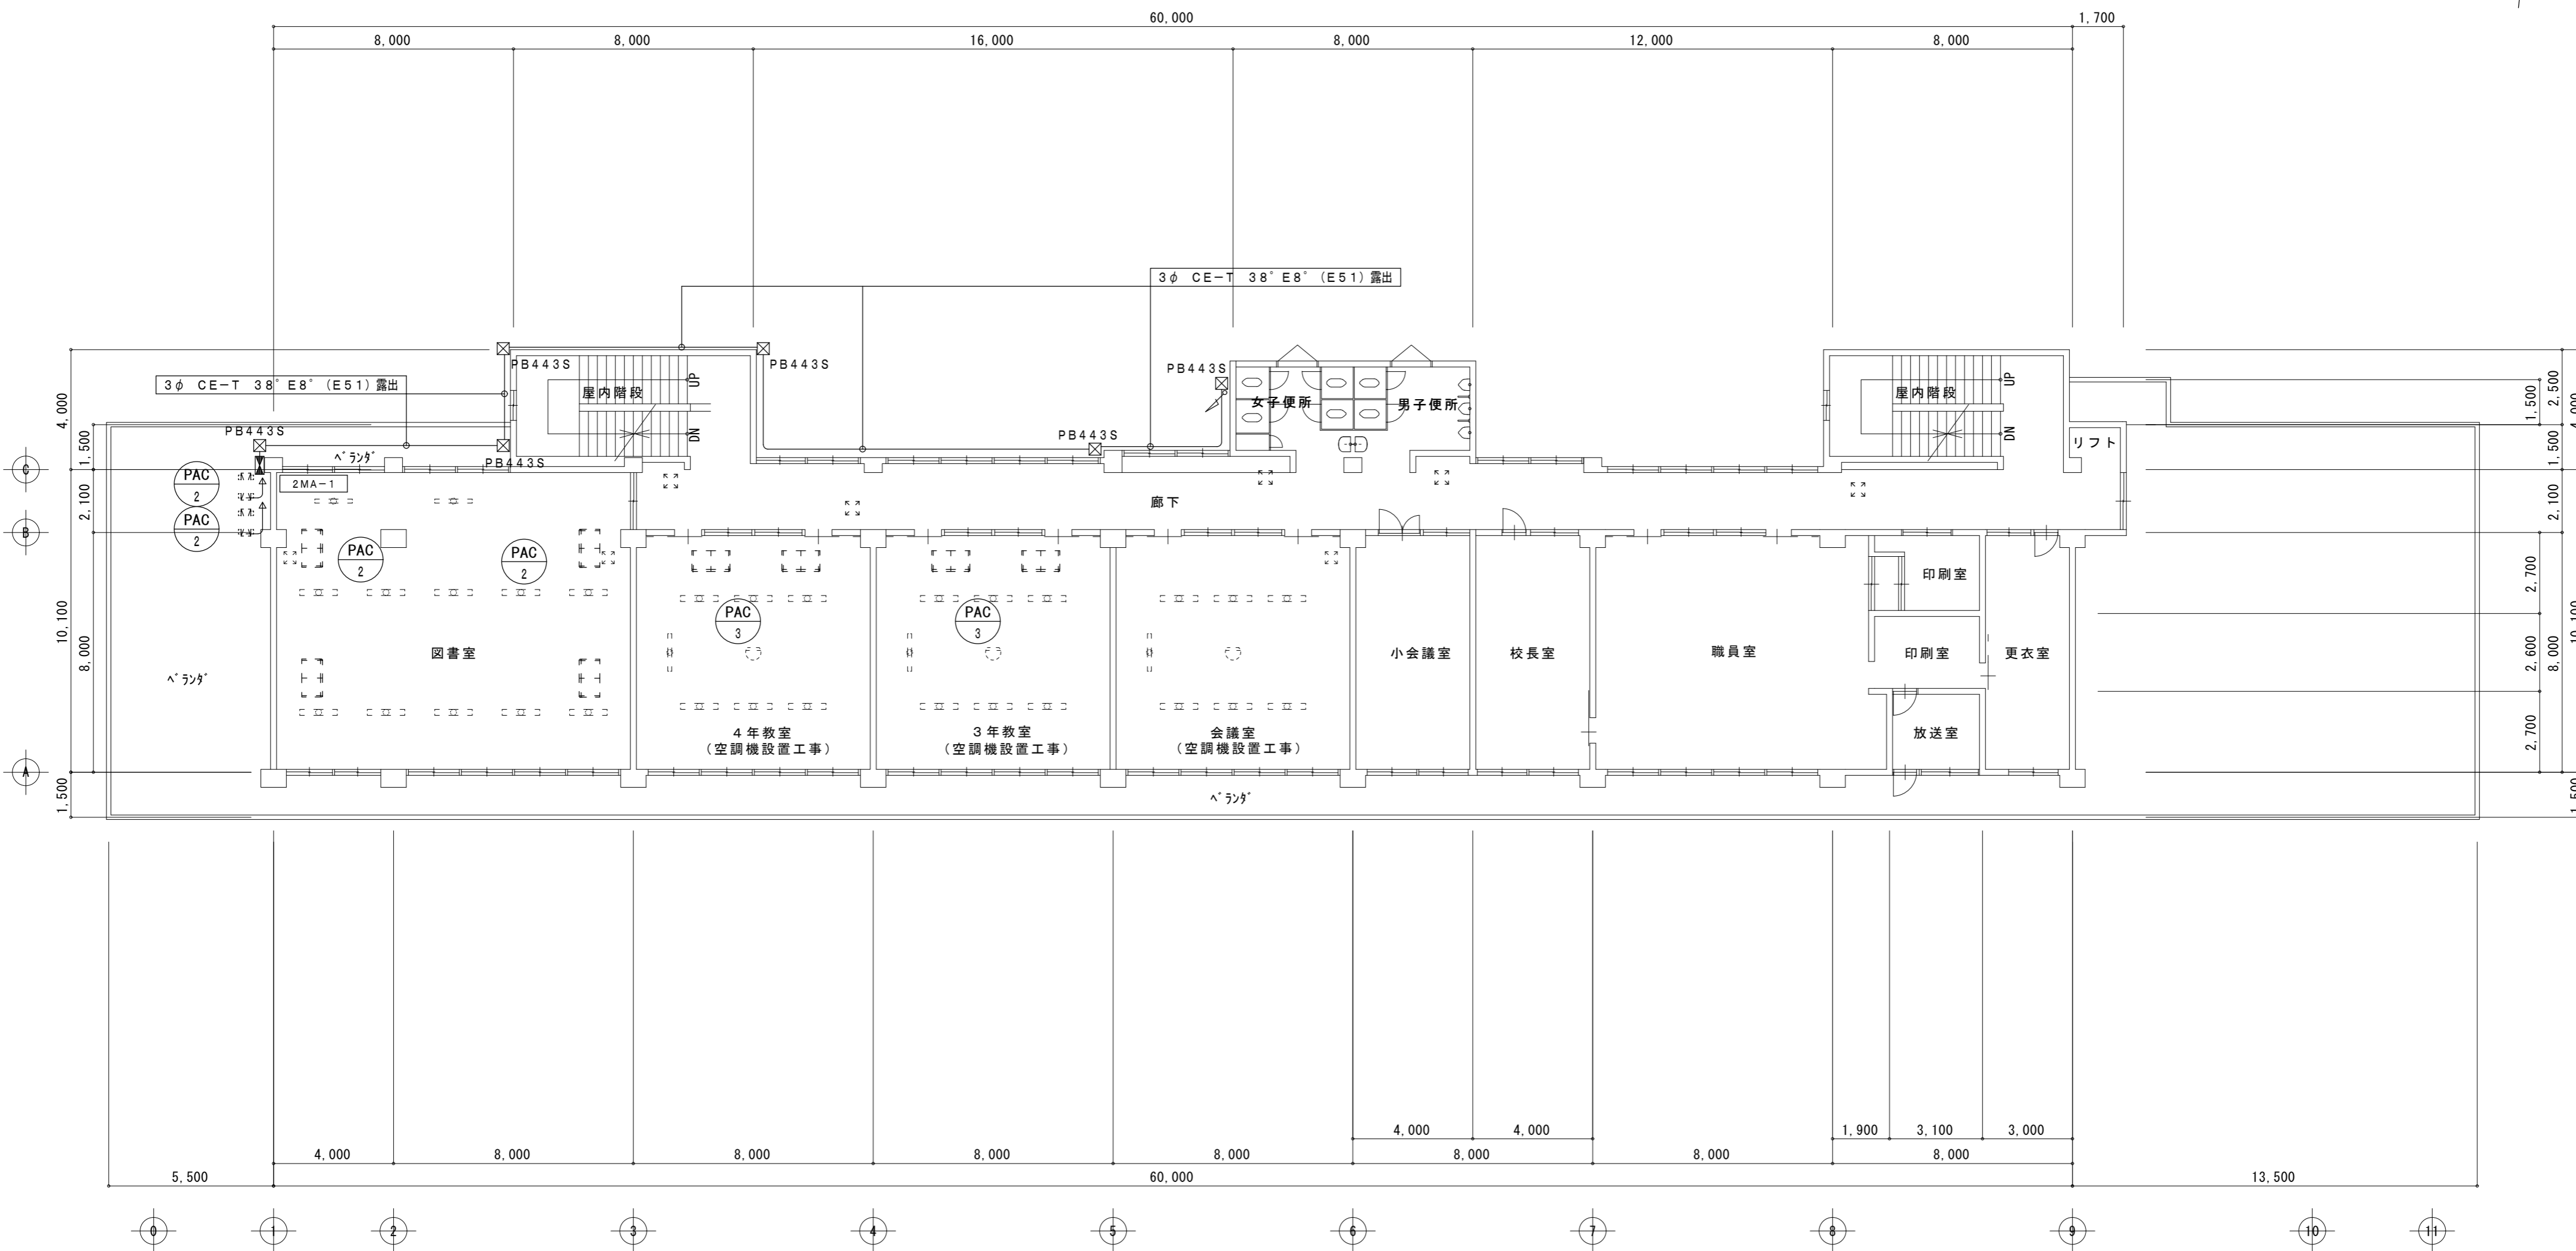 60,000
1,700
8,000
8,000
16,000
8,000
12,000
8,000
3φ CE-T 38°E8°(E51)露出
PB443S
PB443S
PB443S
3φ CE-T 38°E8°(E51)露出
屋内階段
UP
DN
女子便所
男子便所
屋内階段
UP
DN
リフト
PB443S
PB443S
PB443S
ベランダ
2MA-1
PAC
2
PAC
2
廊下
PAC
2
PAC
2
PAC
3
PAC
3
図書室
ベランダ
小会議室
校長室
職員室
印刷室
印刷室
更衣室
放送室
4年教室
(空調機設置工事)
3年教室
(空調機設置工事)
会議室
(空調機設置工事)
ベランダ
4,000
1,500
2,100
10,100
8,000
1,500
C
B
A
1,500
2,500
1,500
2,100
2,700
2,600
8,000
2,700
4,000
4,000
1,900
3,100
3,000
4,000
8,000
8,000
8,000
8,000
8,000
8,000
8,000
5,500
60,000
13,500
0
1
2
3
4
5
6
7
8
9
10
11